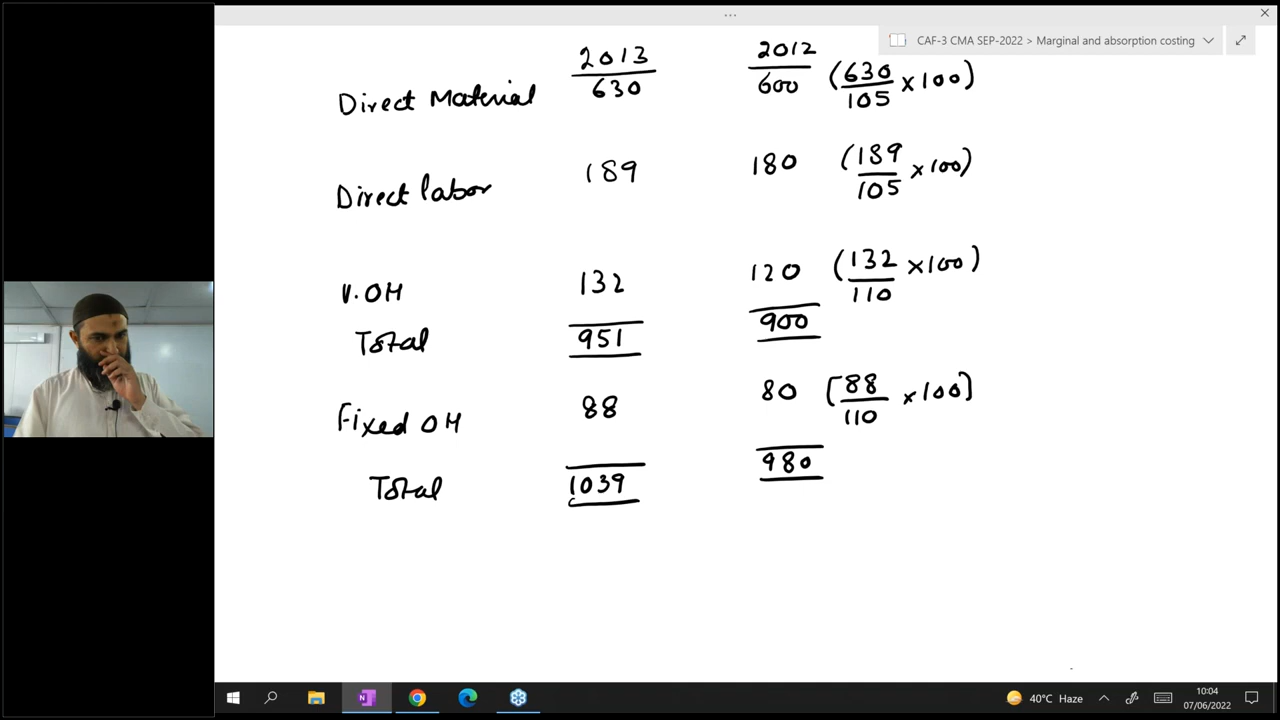 CAF-3 CMA SEP-2022 > Marginal and absorption costing
2013 2012
Direct Material 630 600 (630/105 × 100)
Direct labor 189 180 (189/105 × 100)
V.OH 132 120 (132/110 × 100)
Total 951 900
Fixed OH 88 80 [88/110 × 100]
Total 1039 980
40°C Haze
10:04
07/06/2022